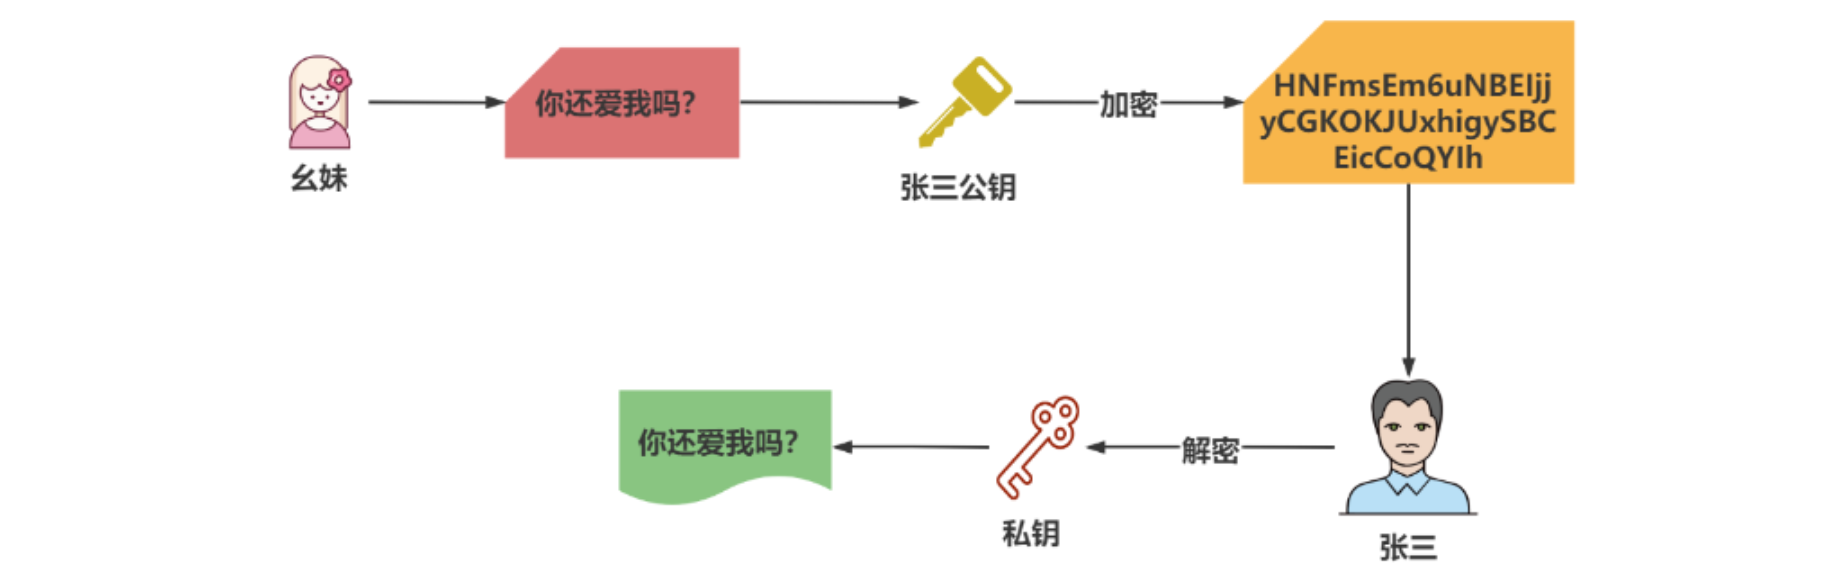 幺妹
你还爱我吗?
张三公钥
加密
HNFmsEm6uNBEIjj
yCGKOKJUxhigySBC
EicCoQYIh
你还爱我吗?
私钥
解密
张三